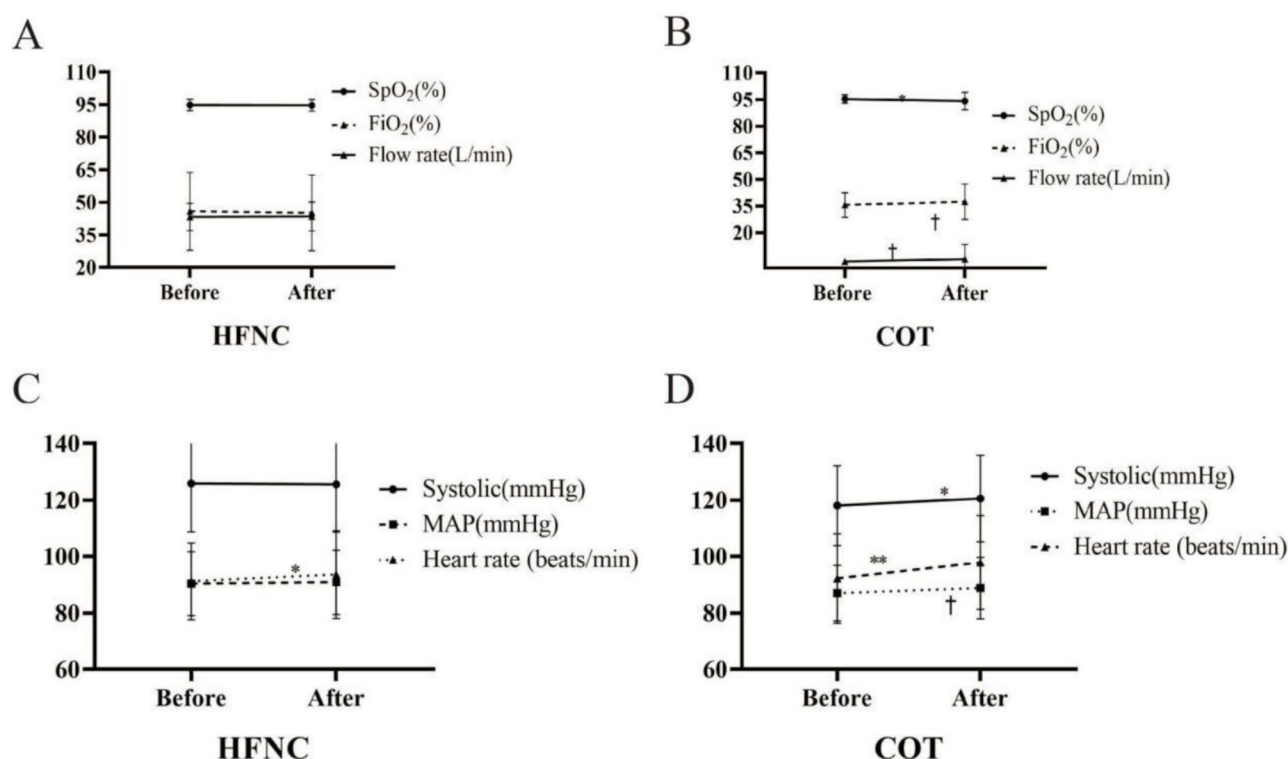 A
110
95
80
65
50
35
20
SpO₂(%)
FiO₂(%)
Flow rate(L/min)
Before After
HFNC
B
110
95
80
65
50
35
20
*
†
†
SpO₂(%)
FiO₂(%)
Flow rate(L/min)
Before After
COT
C
140
120
100
80
60
*
Systolic(mmHg)
MAP(mmHg)
Heart rate (beats/min)
Before After
HFNC
D
140
120
100
80
60
*
**
†
Systolic(mmHg)
MAP(mmHg)
Heart rate (beats/min)
Before After
COT